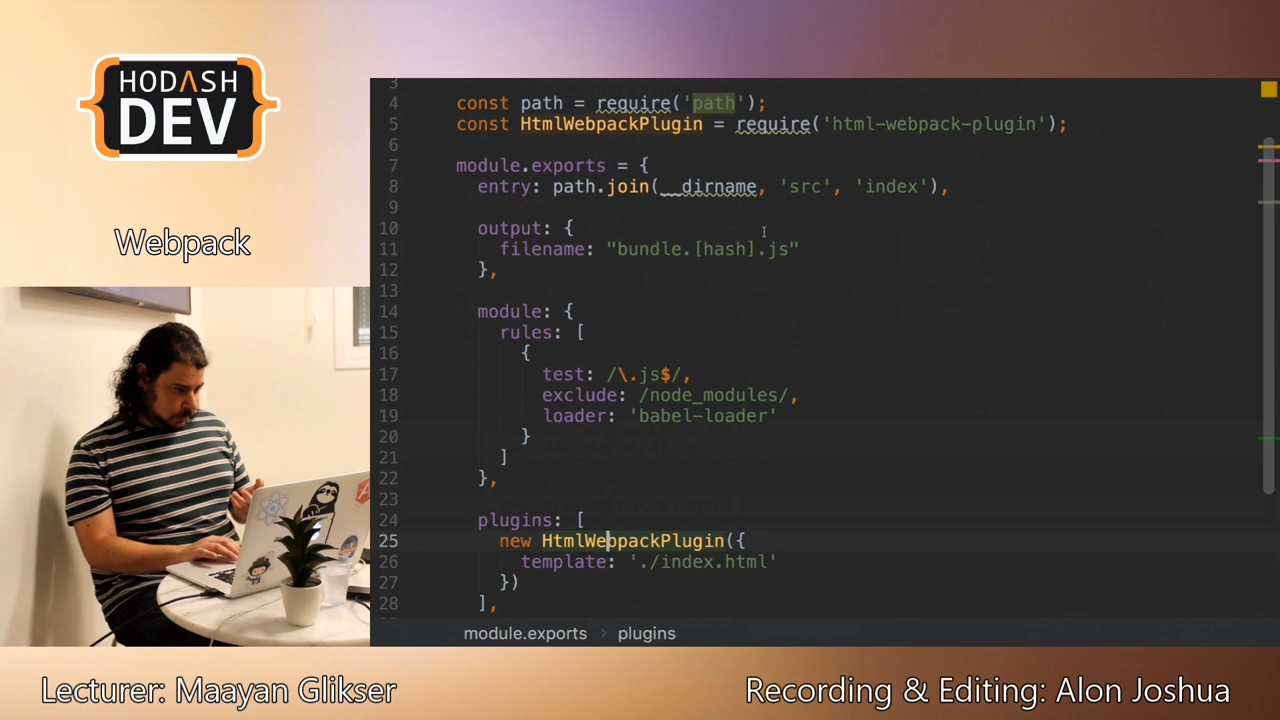 HODASH
DEV
Webpack
3
4 const path = require('path');
5 const HtmlWebpackPlugin = require('html-webpack-plugin');
6
7 module.exports = {
8 entry: path.join(__dirname, 'src', 'index'),
9
10 output: {
11 filename: "bundle.[hash].js"
12 },
13
14 module: {
15 rules: [
16 {
17 test: /\.js$/,
18 exclude: /node_modules/,
19 loader: 'babel-loader'
20 }
21 ]
22 },
23
24 plugins: [
25 new HtmlWebpackPlugin({
26 template: './index.html'
27 })
28 ],
module.exports › plugins
Lecturer: Maayan Glikser
Recording & Editing: Alon Joshua